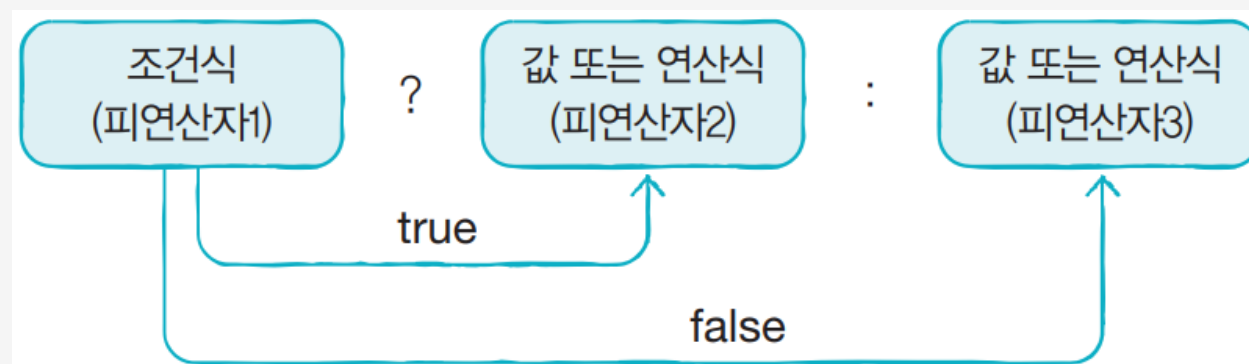 조건식
(피연산자1)
?
값 또는 연산식
(피연산자2)
:
값 또는 연산식
(피연산자3)
true
false